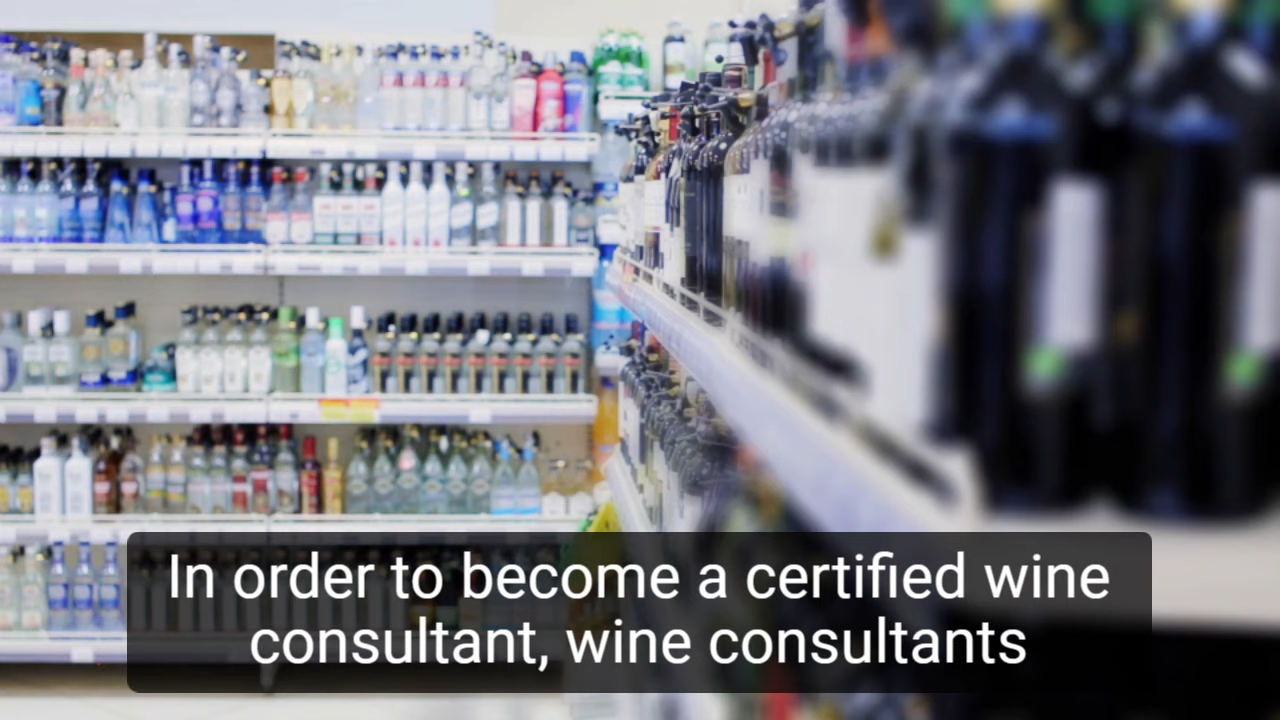 In order to become a certified wine
consultant, wine consultants